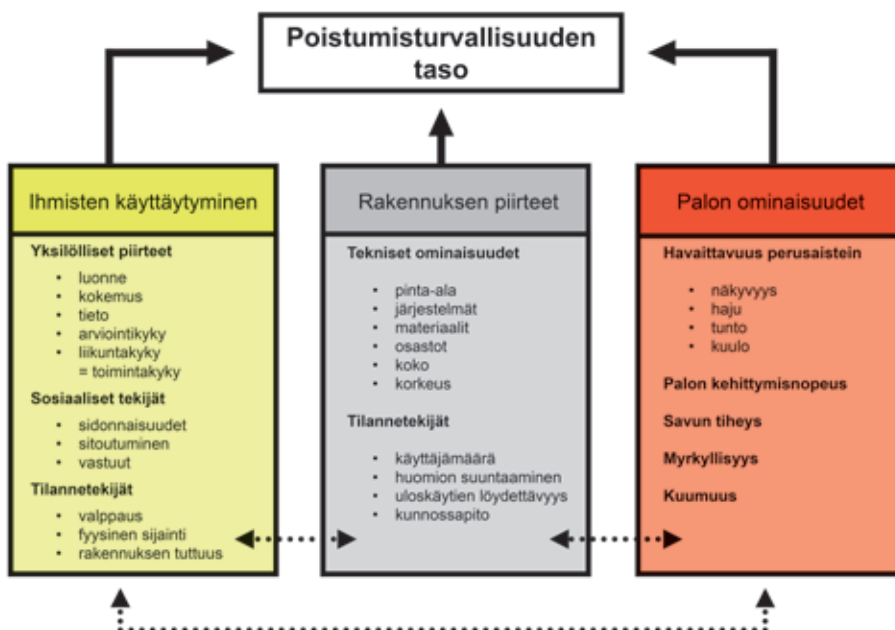 Poistumisturvallisuuden
taso
Ihmisten käyttäytyminen
Yksilölliset piirteet
• luonne
• kokemus
• tieto
• arviointikyky
• liikuntakyky
= toimintakyky
Sosiaaliset tekijät
• sidonnaisuudet
• sitoutuminen
• vastuut
Tilannetekijät
• valppaus
• fyysinen sijainti
• rakennuksen tuttuus
Rakennuksen piirteet
Tekniset ominaisuudet
• pinta-ala
• järjestelmät
• materiaalit
• osastot
• koko
• korkeus
Tilannetekijät
• käyttäjämäärä
• huomion suuntaaminen
• uloskäytien löydettävyys
• kunnossapito
Palon ominaisuudet
Havaittavuus perusaistein
• näkyvyys
• haju
• tunto
• kuulo
Palon kehittymisnopeus
Savun tiheys
Myrkyllisyys
Kuumuus